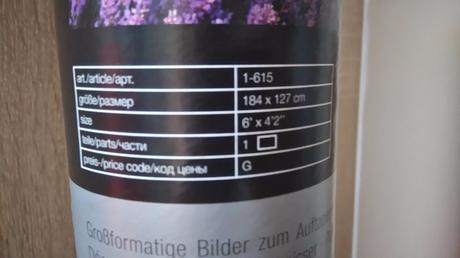 art./article/арт. 1-615
größe/размер 184 x 127 cm
size 6' x 4'2''
teile/parts/части 1
preis-/price code/код цены G
Großformatige Bilder zum